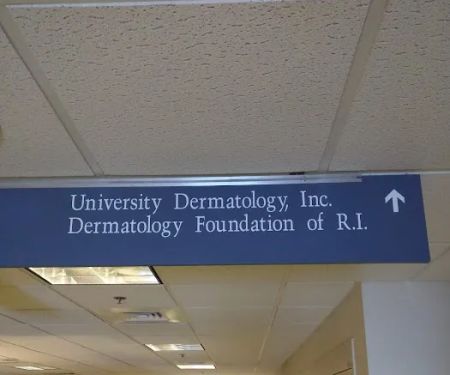 University Dermatology, Inc.
Dermatology Foundation of R.I.